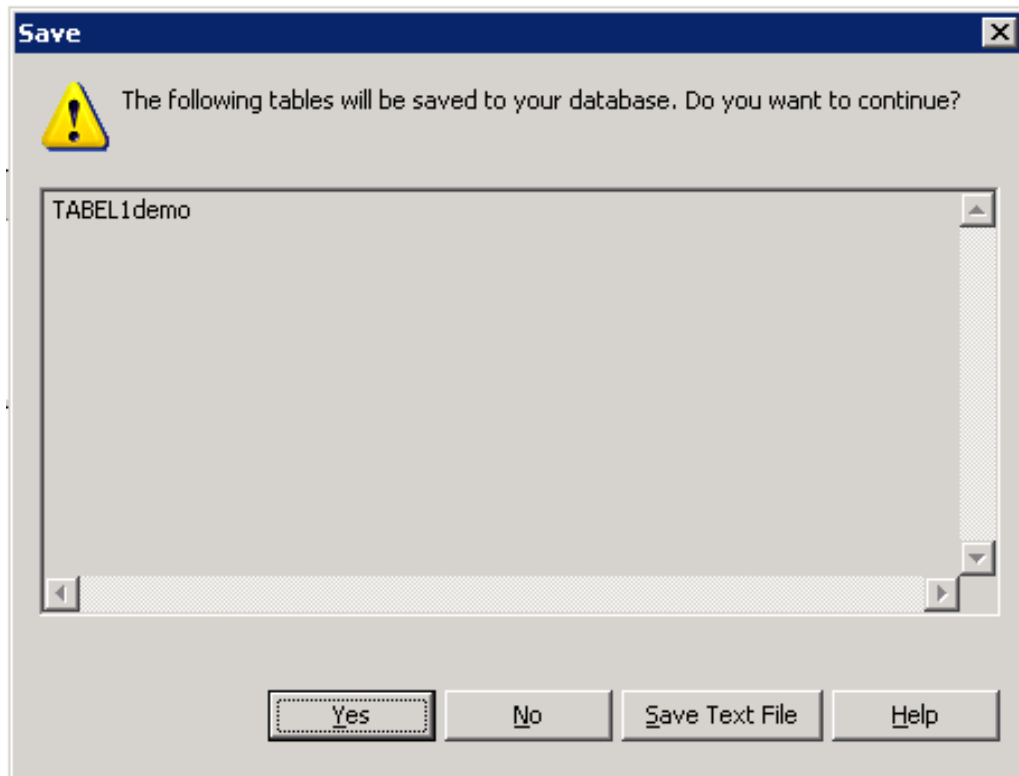 Save
The following tables will be saved to your database. Do you want to continue?
TABEL1demo
Yes
No
Save Text File
Help